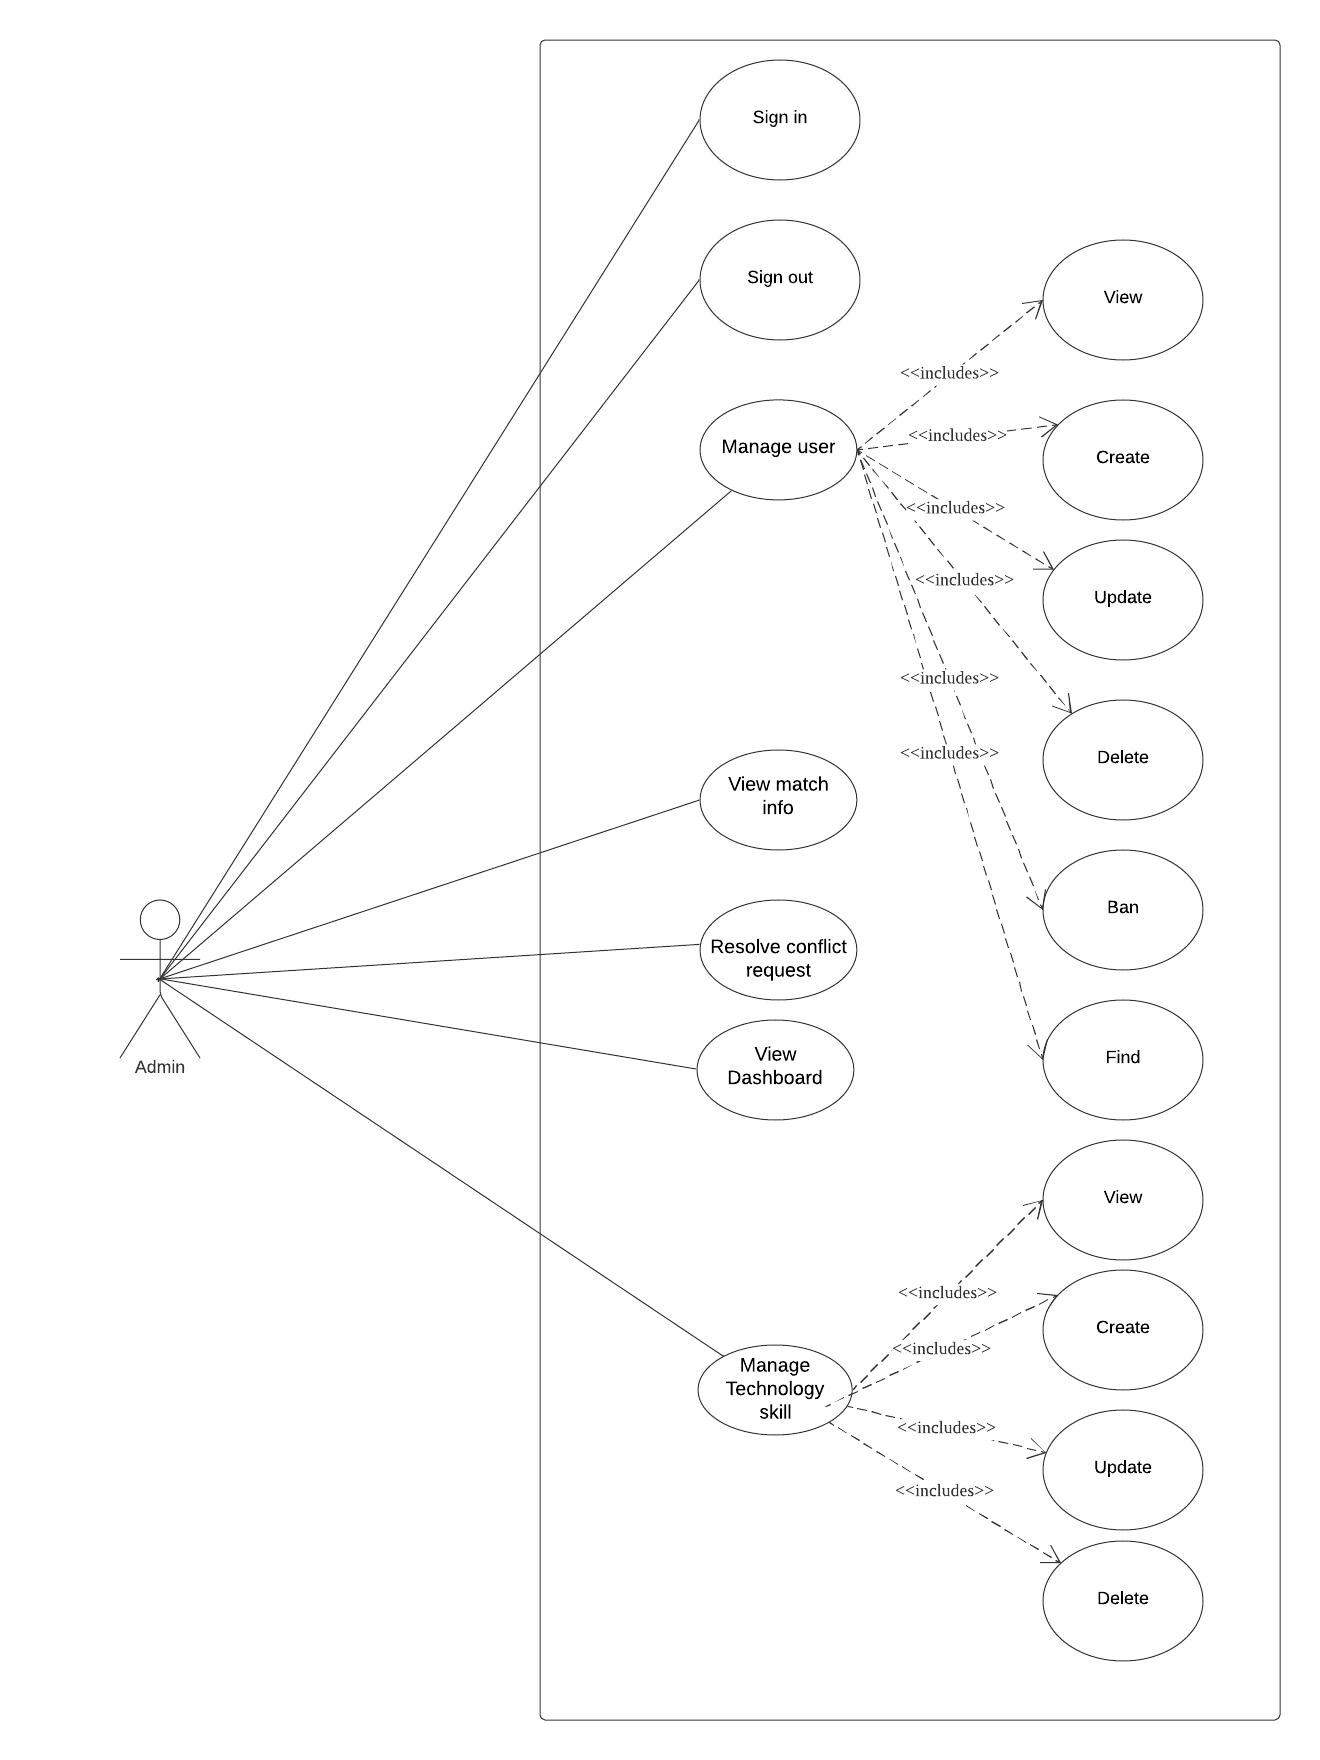 Sign in
Sign out
View
<<includes>>
<<includes>>
Manage user
Create
<<includes>>
<<includes>>
Update
<<includes>>
<<includes>>
Delete
View match
info
Ban
Resolve conflict
request
View
Dashboard
Find
Admin
View
<<includes>>
Create
<<includes>>
Manage
Technology
skill
<<includes>>
Update
<<includes>>
Delete